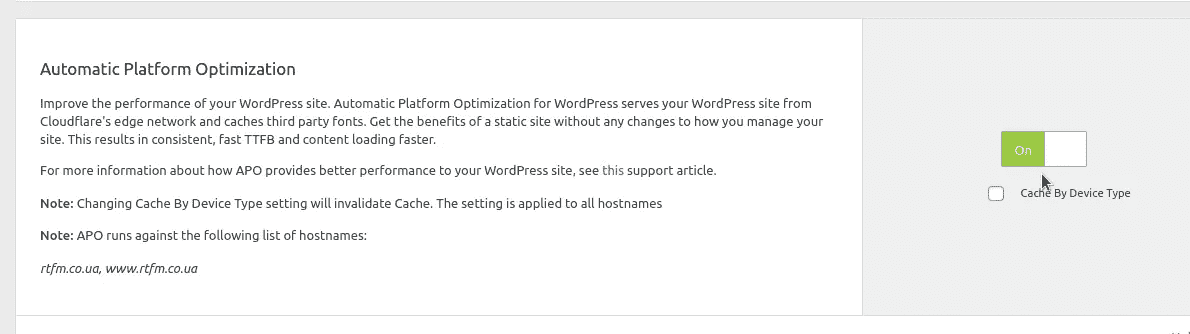 Automatic Platform Optimization
Improve the performance of your WordPress site. Automatic Platform Optimization for WordPress serves your WordPress site from
Cloudflare's edge network and caches third party fonts. Get the benefits of a static site without any changes to how you manage your
site. This results in consistent, fast TTFB and content loading faster.
For more information about how APO provides better performance to your WordPress site, see this support article.
Note: Changing Cache By Device Type setting will invalidate Cache. The setting is applied to all hostnames
Note: APO runs against the following list of hostnames:
rtfm.co.ua, www.rtfm.co.ua
On
Cache By Device Type